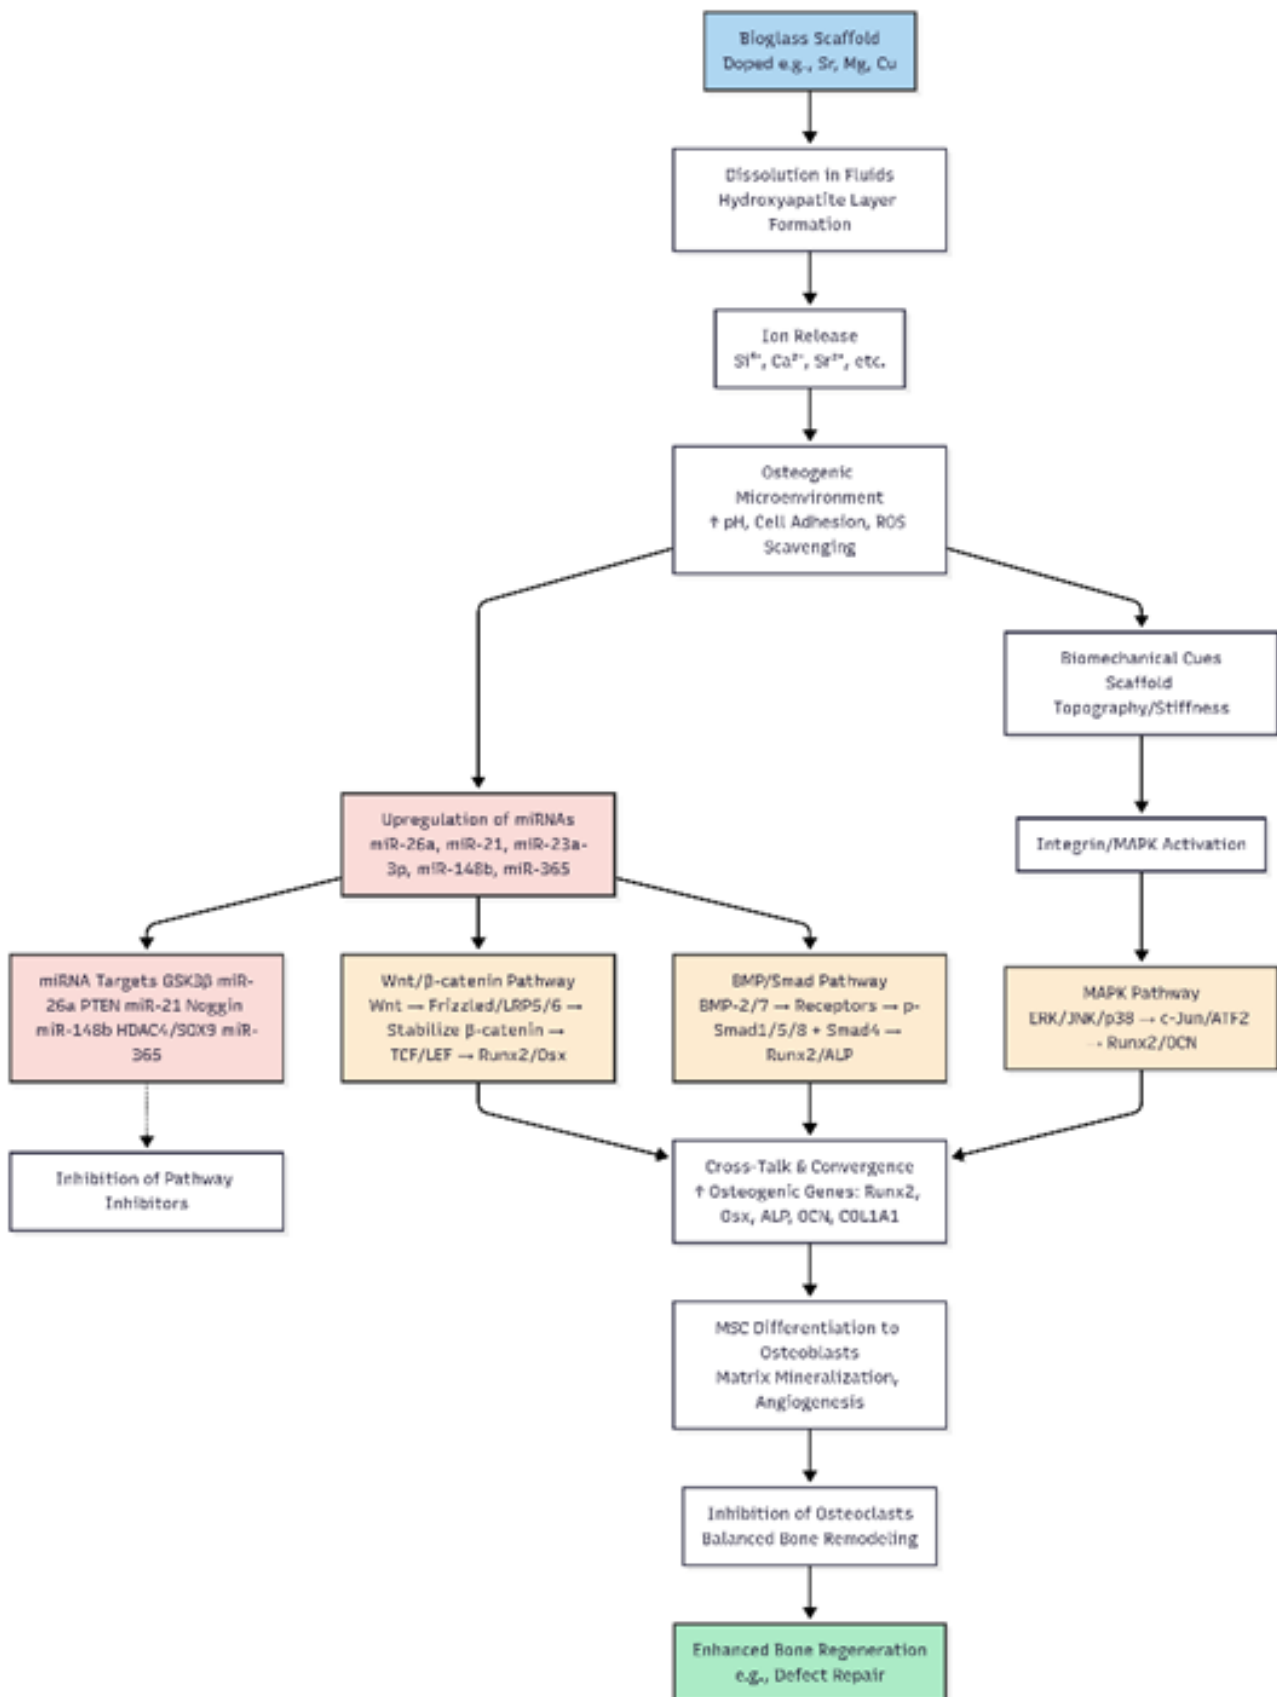 Bioglass Scaffold
Doped e.g., Sr, Mg, Cu
Dissolution in Fluids
Hydroxyapatite Layer
Formation
Ion Release
Si⁴⁺, Ca²⁺, Sr²⁺, etc.
Osteogenic
Microenvironment
↑ pH, Cell Adhesion, ROS
Scavenging
Biomechanical Cues
Scaffold
Topography/Stiffness
Upregulation of miRNAs
miR-26a, miR-21, miR-23a-
3p, miR-148b, miR-365
Integrin/MAPK Activation
miRNA Targets GSK3β miR-
26a PTEN miR-21 Noggin
miR-148b HDAC4/SOX9 miR-
365
Wnt/β-catenin Pathway
Wnt → Frizzled/LRP5/6 →
Stabilize β-catenin →
TCF/LEF → Runx2/Osx
BMP/Smad Pathway
BMP-2/7 → Receptors → p-
Smad1/5/8 + Smad4 →
Runx2/ALP
MAPK Pathway
ERK/JNK/p38 → c-Jun/ATF2
→ Runx2/OCN
Inhibition of Pathway
Inhibitors
Cross-Talk & Convergence
↑ Osteogenic Genes: Runx2,
Osx, ALP, OCN, COL1A1
MSC Differentiation to
Osteoblasts
Matrix Mineralization,
Angiogenesis
Inhibition of Osteoclasts
Balanced Bone Remodeling
Enhanced Bone Regeneration
e.g., Defect Repair